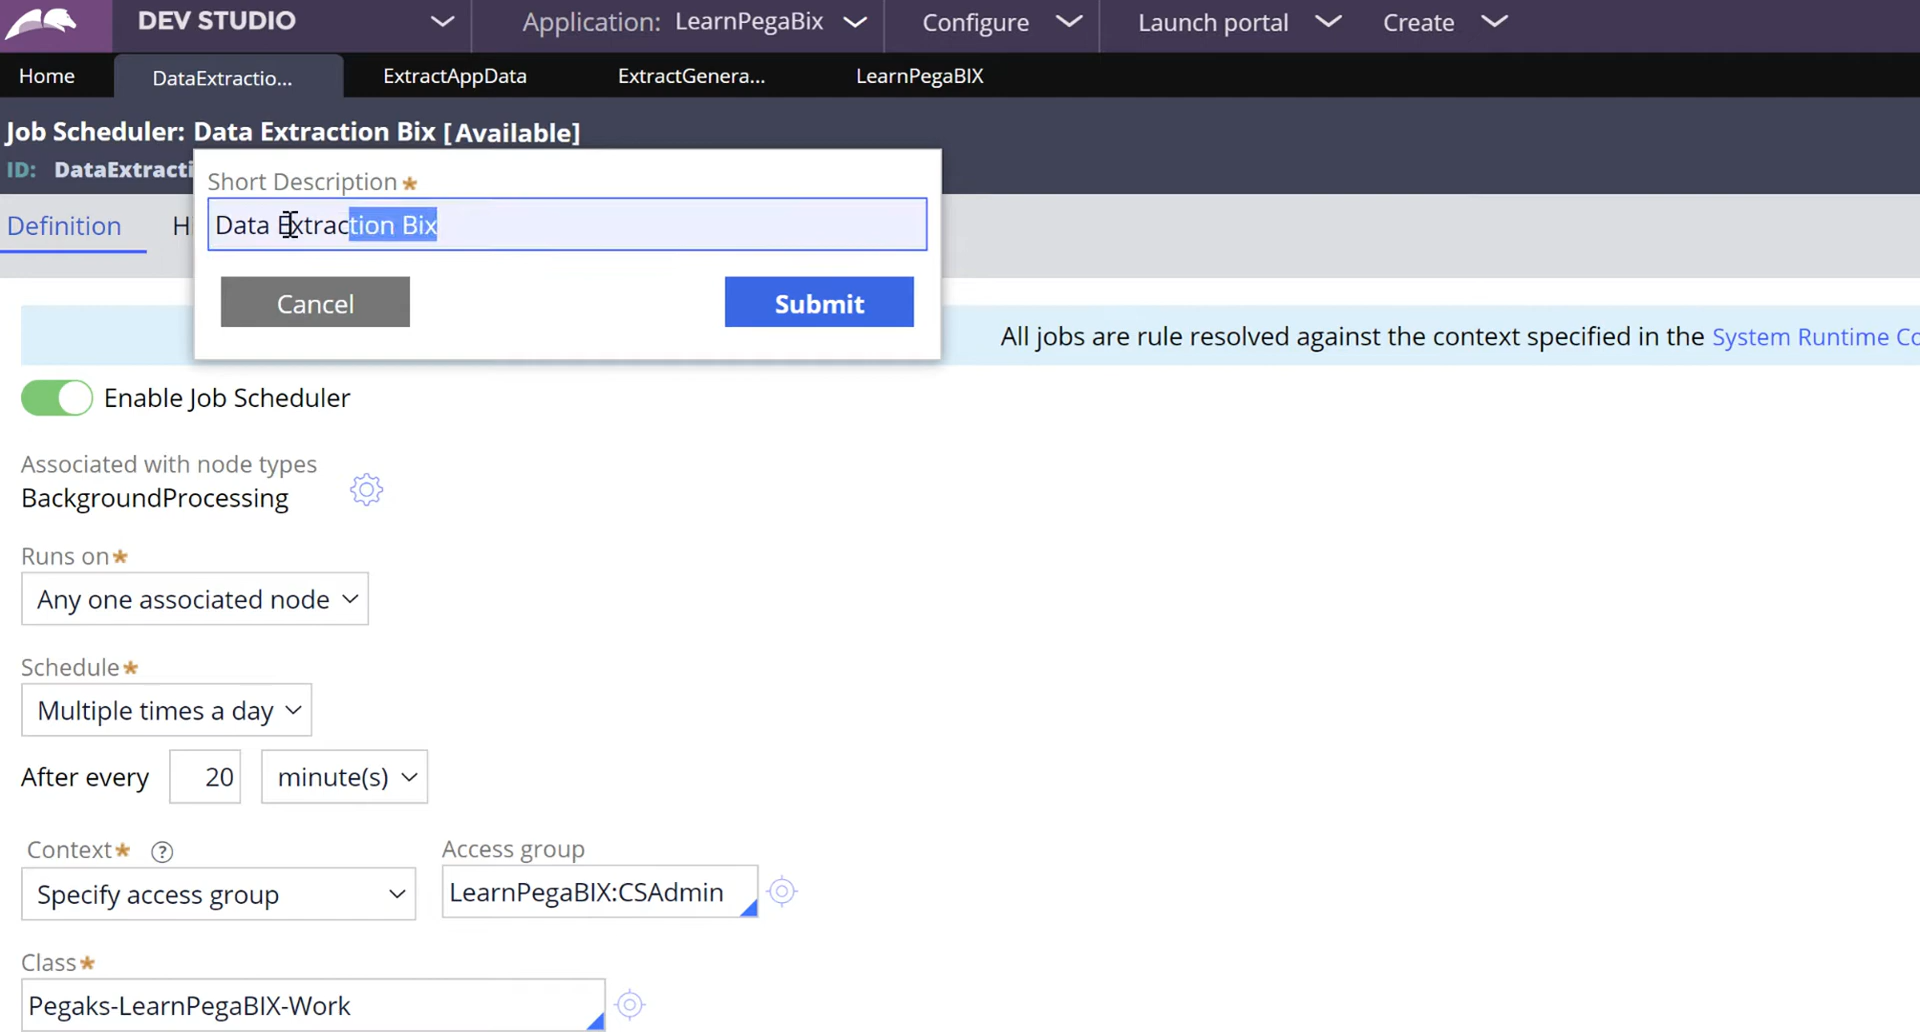 DEV STUDIO
Application: LearnPegaBix
Configure
Launch portal
Create
Home
DataExtractio...
ExtractAppData
ExtractGenera...
LearnPegaBIX
Job Scheduler: Data Extraction Bix [Available]
ID: DataExtracti
Short Description*
Data Extraction Bix
Cancel
Submit
Definition
All jobs are rule resolved against the context specified in the System Runtime Co
Enable Job Scheduler
Associated with node types
BackgroundProcessing
Runs on*
Any one associated node
Schedule*
Multiple times a day
After every 20 minute(s)
Context* ?
Access group
Specify access group
LearnPegaBIX:CSAdmin
Class*
Pegaks-LearnPegaBIX-Work